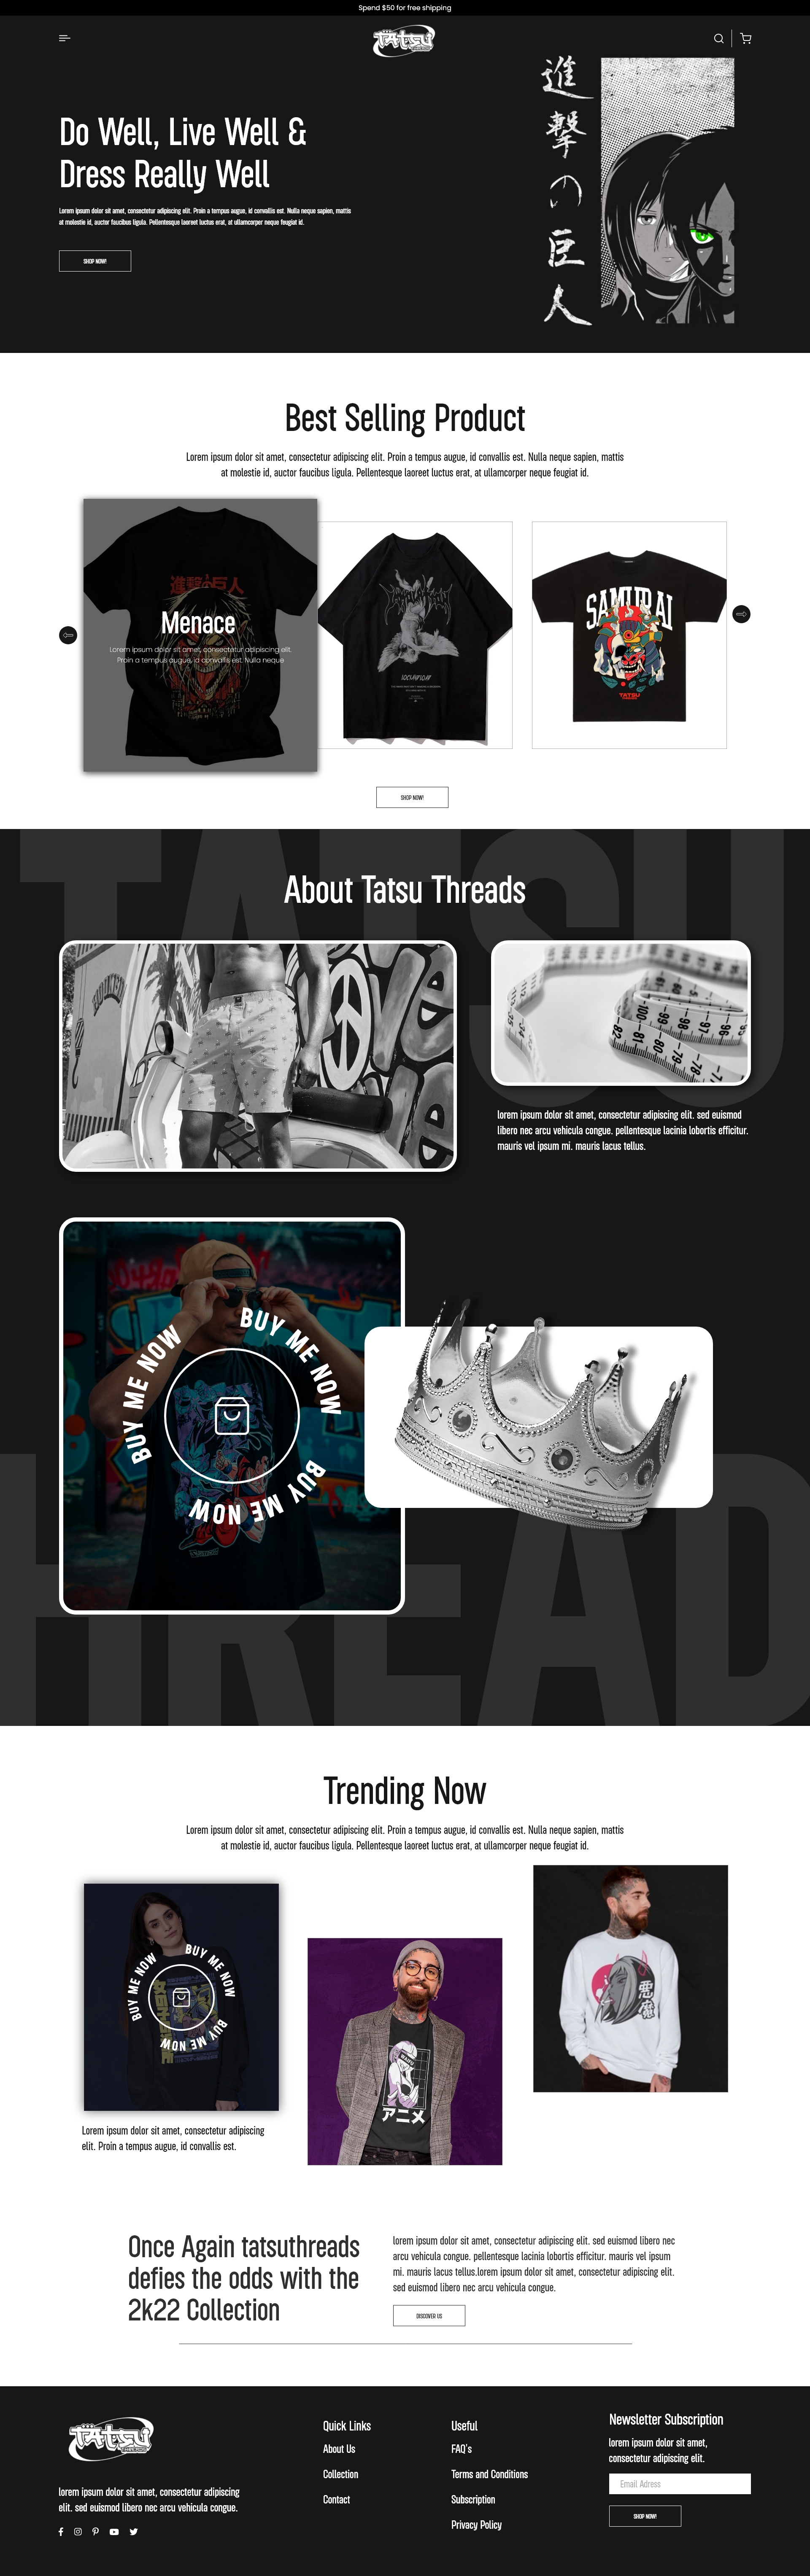 Spend $50 for free shipping
TATSU
Do Well, Live Well &
Dress Really Well
Lorem ipsum dolor sit amet, consectetur adipiscing elit. Proin a tempus augue, id convallis est. Nulla neque sapien, mattis
at molestie id, auctor faucibus ligula. Pellentesque laoreet luctus erat, at ullamcorper neque feugiat id.
SHOP NOW!
進撃の巨人
Best Selling Product
Lorem ipsum dolor sit amet, consectetur adipiscing elit. Proin a tempus augue, id convallis est. Nulla neque sapien, mattis
at molestie id, auctor faucibus ligula. Pellentesque laoreet luctus erat, at ullamcorper neque feugiat id.
進撃の巨人
Menace
Lorem ipsum dolor sit amet, consectetur adipiscing elit.
Proin a tempus augue, id convallis est. Nulla neque
SAMURAI
TATSU
SHOP NOW!
TATSU
About Tatsu Threads
lorem ipsum dolor sit amet, consectetur adipiscing elit. sed euismod
libero nec arcu vehicula congue. pellentesque lacinia lobortis efficitur.
mauris vel ipsum mi. mauris lacus tellus.
BUY ME NOW
BUY ME NOW
BUY ME NOW
HREAD
Trending Now
Lorem ipsum dolor sit amet, consectetur adipiscing elit. Proin a tempus augue, id convallis est. Nulla neque sapien, mattis
at molestie id, auctor faucibus ligula. Pellentesque laoreet luctus erat, at ullamcorper neque feugiat id.
BUY ME NOW
BUY ME NOW
BUY ME NOW
アニメ
悪魔
Lorem ipsum dolor sit amet, consectetur adipiscing
elit. Proin a tempus augue, id convallis est.
Once Again tatsuthreads
defies the odds with the
2k22 Collection
lorem ipsum dolor sit amet, consectetur adipiscing elit. sed euismod libero nec
arcu vehicula congue. pellentesque lacinia lobortis efficitur. mauris vel ipsum
mi. mauris lacus tellus.lorem ipsum dolor sit amet, consectetur adipiscing elit.
sed euismod libero nec arcu vehicula congue.
DISCOVER US
TATSU
lorem ipsum dolor sit amet, consectetur adipiscing
elit. sed euismod libero nec arcu vehicula congue.
Quick Links
About Us
Collection
Contact
Useful
FAQ's
Terms and Conditions
Subscription
Privacy Policy
Newsletter Subscription
lorem ipsum dolor sit amet,
consectetur adipiscing elit.
Email Adress
SHOP NOW!